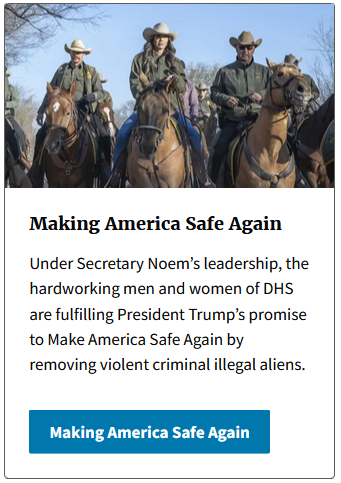 Making America Safe Again
Under Secretary Noem’s leadership, the
hardworking men and women of DHS
are fulfilling President Trump’s promise
to Make America Safe Again by
removing violent criminal illegal aliens.
Making America Safe Again